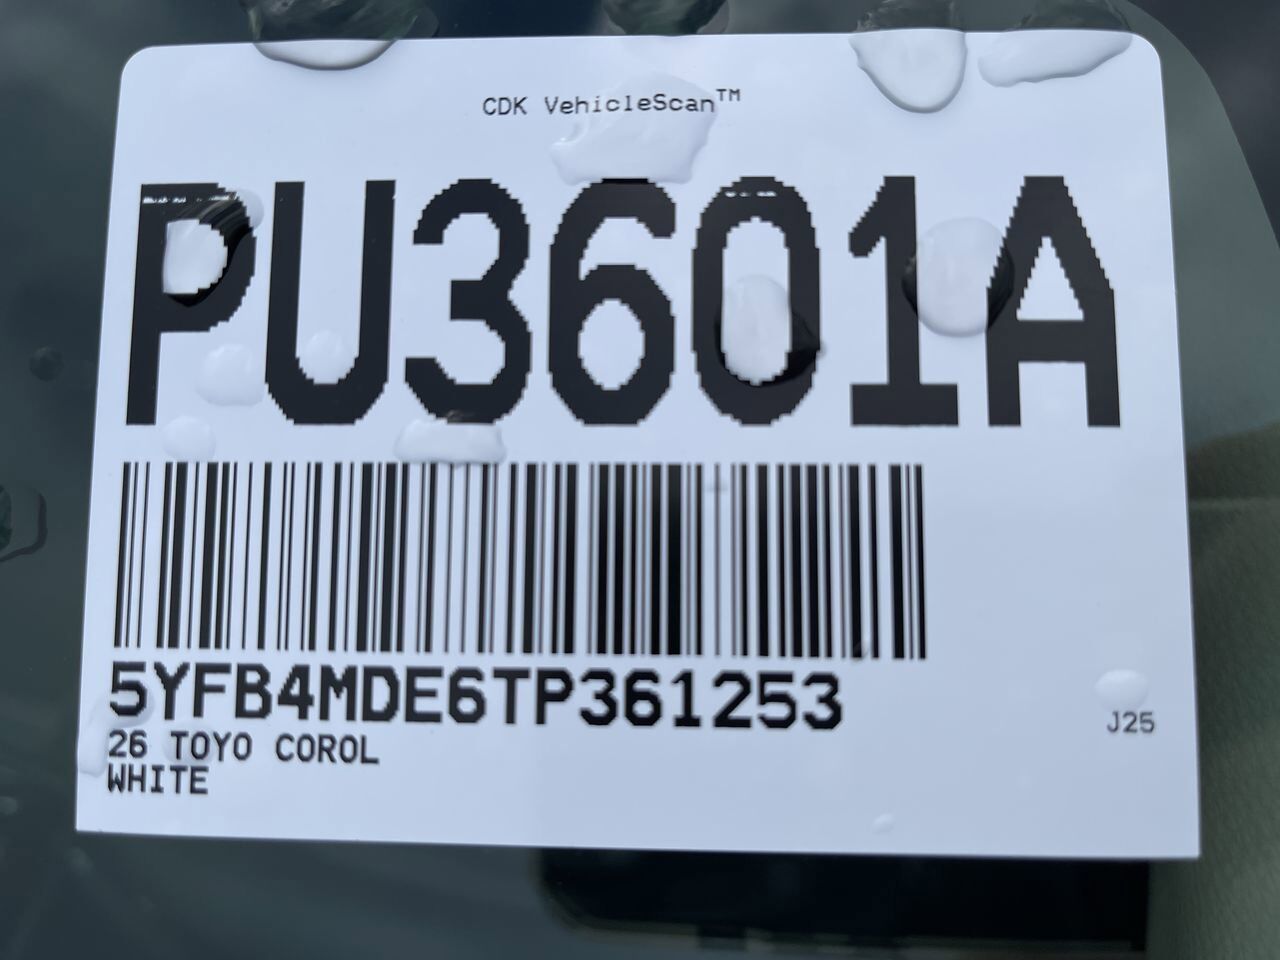 CDK VehicleScan™
PU3601A
5YFB4MDE6TP361253
26 TOYO COROL
WHITE
J25